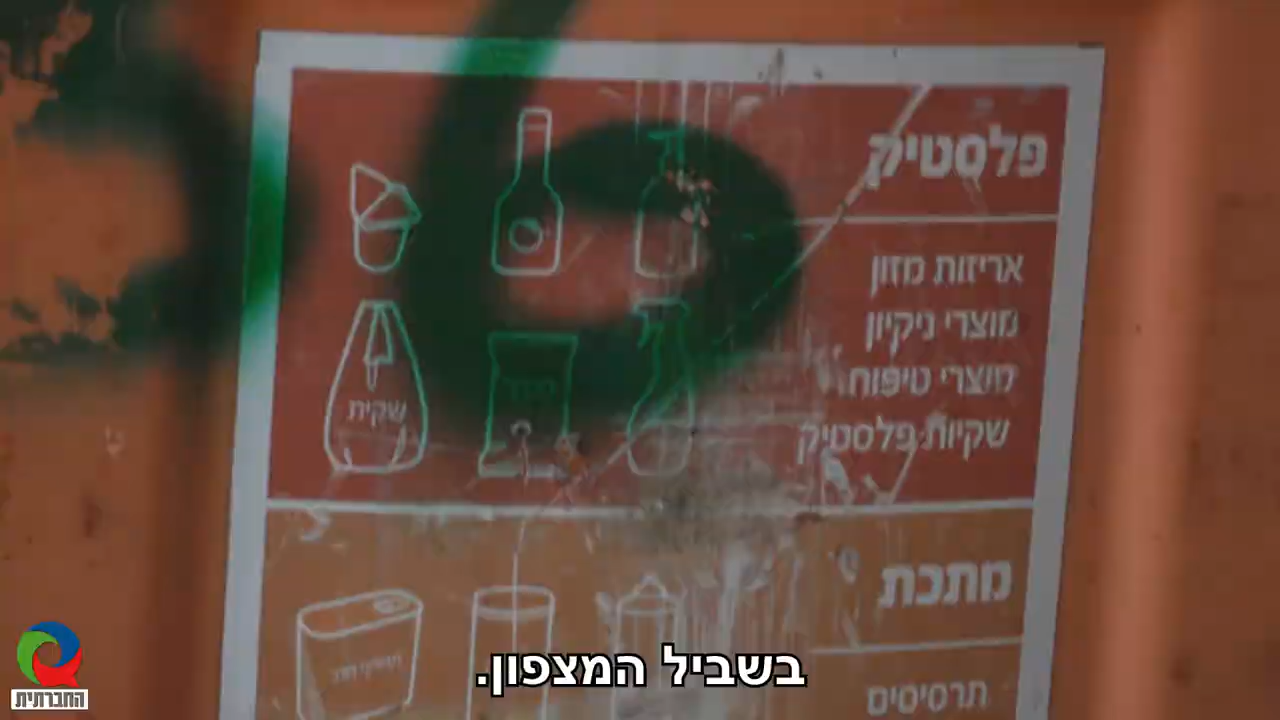 פלסטיק
אריזות מזון
מוצרי ניקיון
מוצרי טיפוח
שקיות פלסטיק
שקית
מתכת
תרסיסים
בשביל המצפון.
החברתית